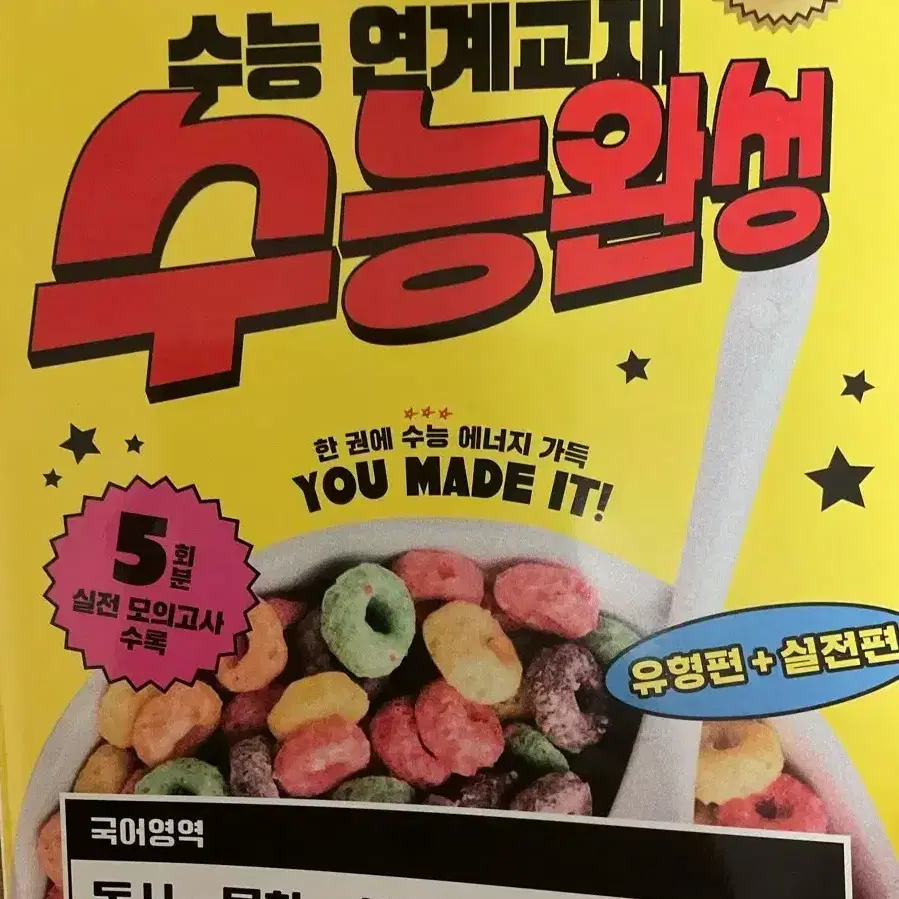 수능 연계교재
수능완성
한 권에 수능 에너지 가득
YOU MADE IT!
5회분
실전 모의고사
수록
유형편 + 실전편
국어영역